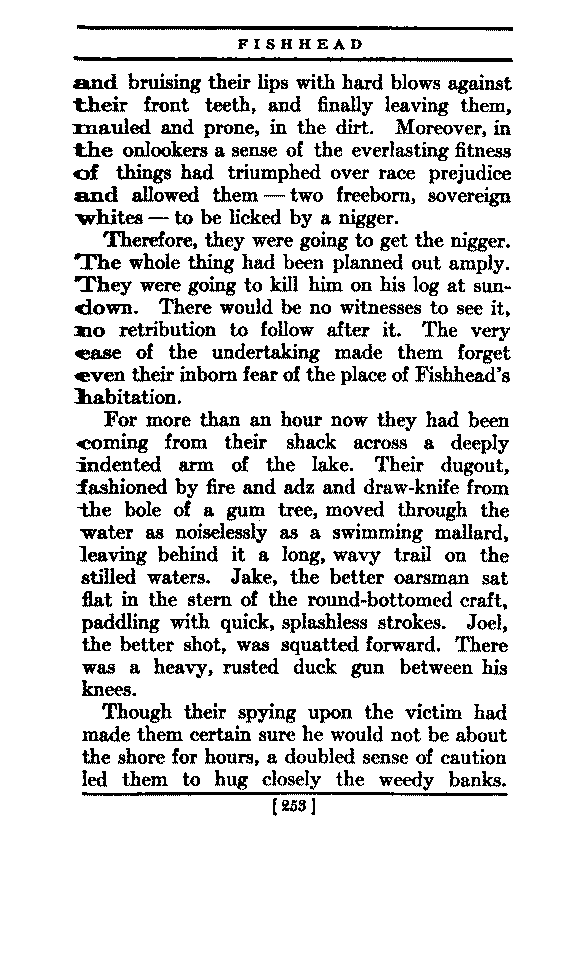 FISHHEAD
and bruising their lips with hard blows against
their front teeth, and finally leaving them,
mauled and prone, in the dirt. Moreover, in
the onlookers a sense of the everlasting fitness
of things had triumphed over race prejudice
and allowed them — two freeborn, sovereign
whites — to be licked by a nigger.
Therefore, they were going to get the nigger.
The whole thing had been planned out amply.
They were going to kill him on his log at sun-
down. There would be no witnesses to see it,
no retribution to follow after it. The very
ease of the undertaking made them forget
even their inborn fear of the place of Fishhead's
habitation.
For more than an hour now they had been
coming from their shack across a deeply
indented arm of the lake. Their dugout,
fashioned by fire and adz and draw-knife from
the bole of a gum tree, moved through the
water as noiselessly as a swimming mallard,
leaving behind it a long, wavy trail on the
stilled waters. Jake, the better oarsman sat
flat in the stern of the round-bottomed craft,
paddling with quick, splashless strokes. Joel,
the better shot, was squatted forward. There
was a heavy, rusted duck gun between his
knees.
Though their spying upon the victim had
made them certain sure he would not be about
the shore for hours, a doubled sense of caution
led them to hug closely the weedy banks.
[253]